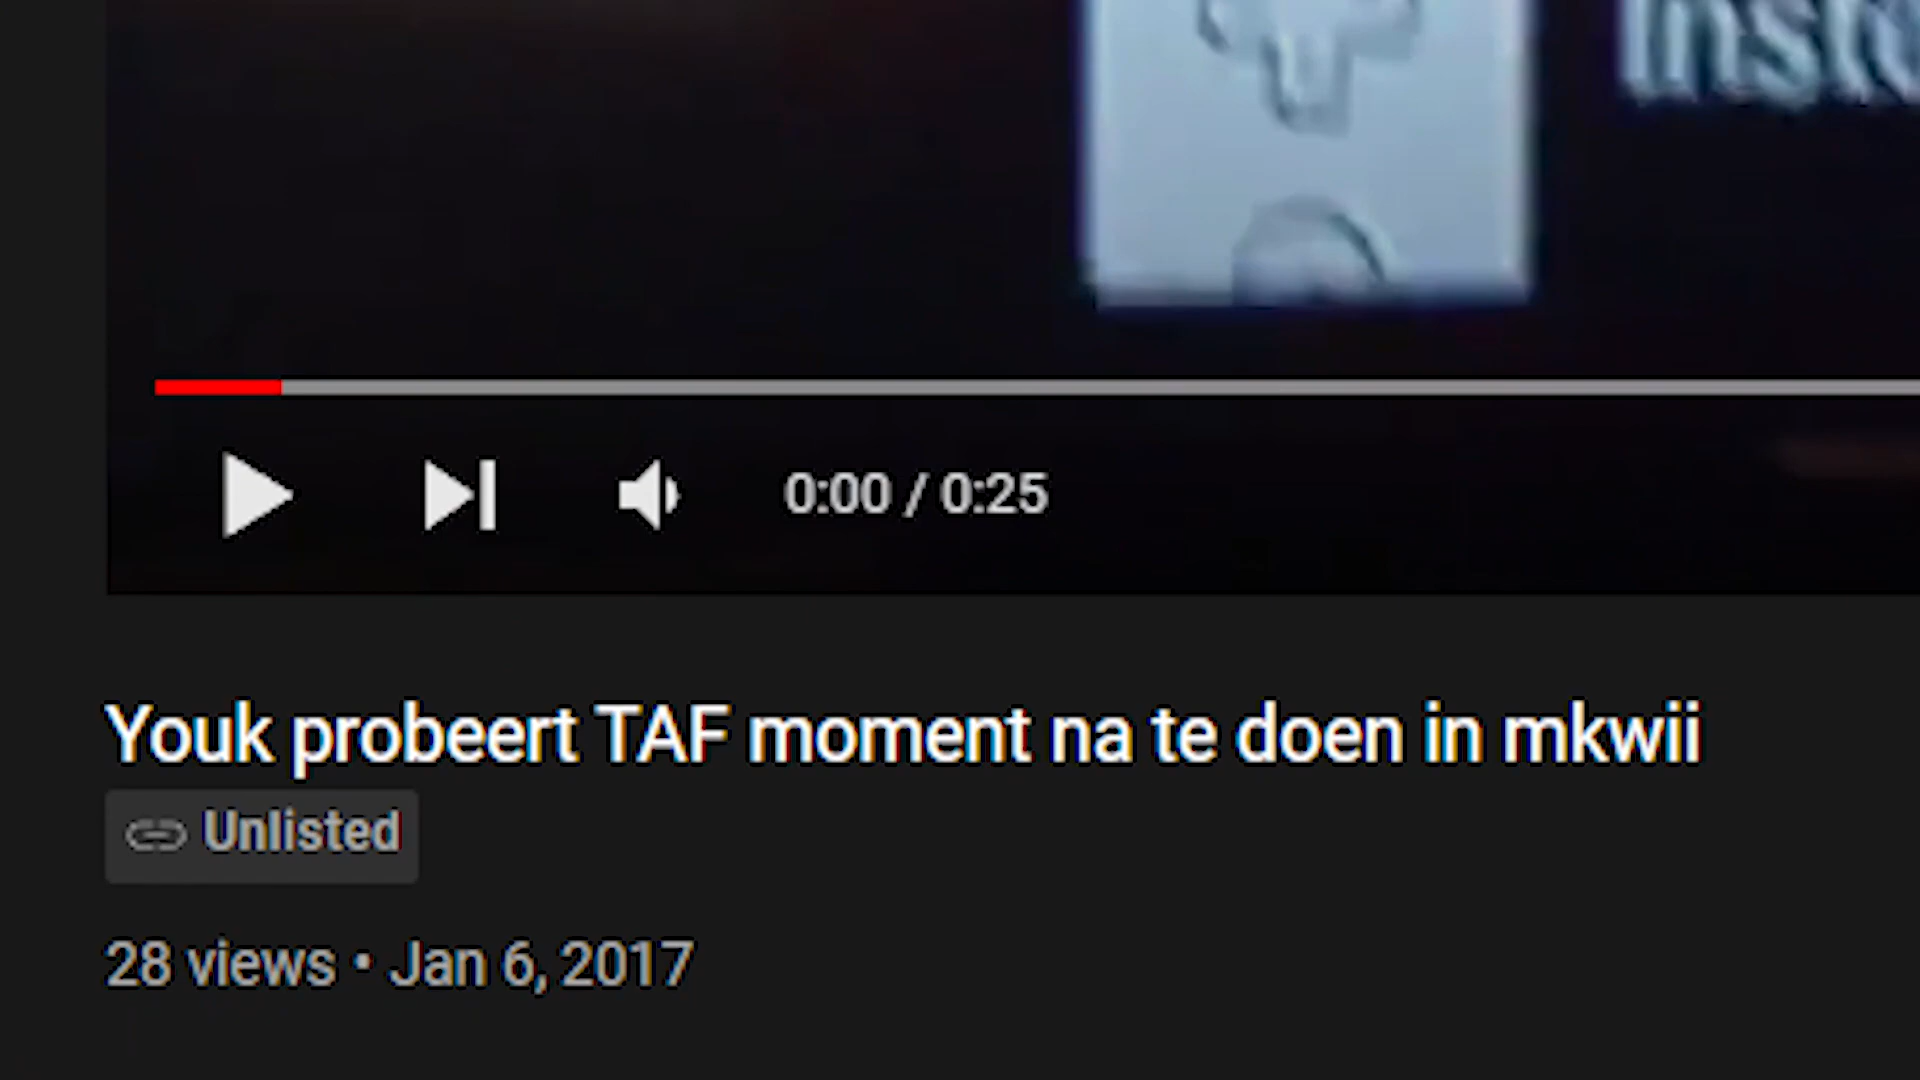 0:00 / 0:25
Youk probeert TAF moment na te doen in mkwii
Unlisted
28 views • Jan 6, 2017